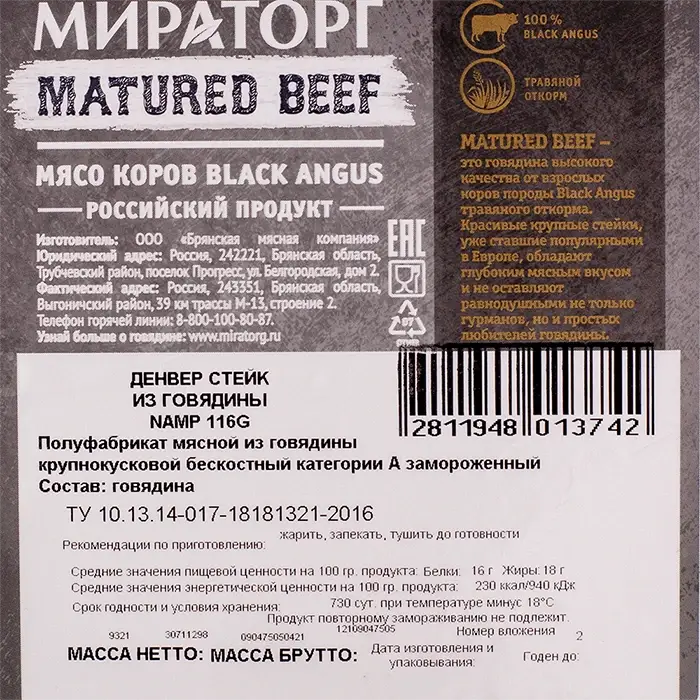 МИРАТОРГ
MATURED BEEF
МЯСО КОРОВ BLACK ANGUS
РОССИЙСКИЙ ПРОДУКТ
Изготовитель: ООО «Брянская мясная компания»
Юридический адрес: Россия, 242221, Брянская область,
Трубчевский район, поселок Прогресс, ул. Белгородская, дом 2.
Фактический адрес: Россия, 243351, Брянская область,
Выгоничский район, 39 км трассы М-13, строение 2.
Телефон горячей линии: 8-800-100-80-87.
Узнай больше о говядине: www.miratorg.ru
EAC
07
100 %
BLACK ANGUS
ТРАВЯНОЙ
ОТКОРМ
MATURED BEEF –
это говядина высокого
качества от взрослых
коров породы Black Angus
травяного откорма.
Красивые крупные стейки,
уже ставшие популярными
в Европе, обладают
глубоким мясным вкусом
и не оставляют
равнодушными не только
гурманов, но и простых
любителей говядины.
ДЕНВЕР СТЕЙК
ИЗ ГОВЯДИНЫ
NAMP 116G
2811948 013742
Полуфабрикат мясной из говядины
крупнокусковой бескостный категории А замороженный
Состав: говядина
ТУ 10.13.14-017-18181321-2016
Рекомендации по приготовлению: жарить, запекать, тушить до готовности
Средние значения пищевой ценности на 100 гр. продукта: Белки: 16 г Жиры: 18 г
Средние значения энергетической ценности на 100 гр. продукта: 230 ккал/940 кДж
Срок годности и условия хранения: 730 сут. при температуре минус 18°С
Продукт повторному замораживанию не подлежит.
9321 30711298 090475050421 12109047505 Номер вложения 2
МАССА НЕТТО: МАССА БРУТТО: Дата изготовления и упаковывания: Годен до: